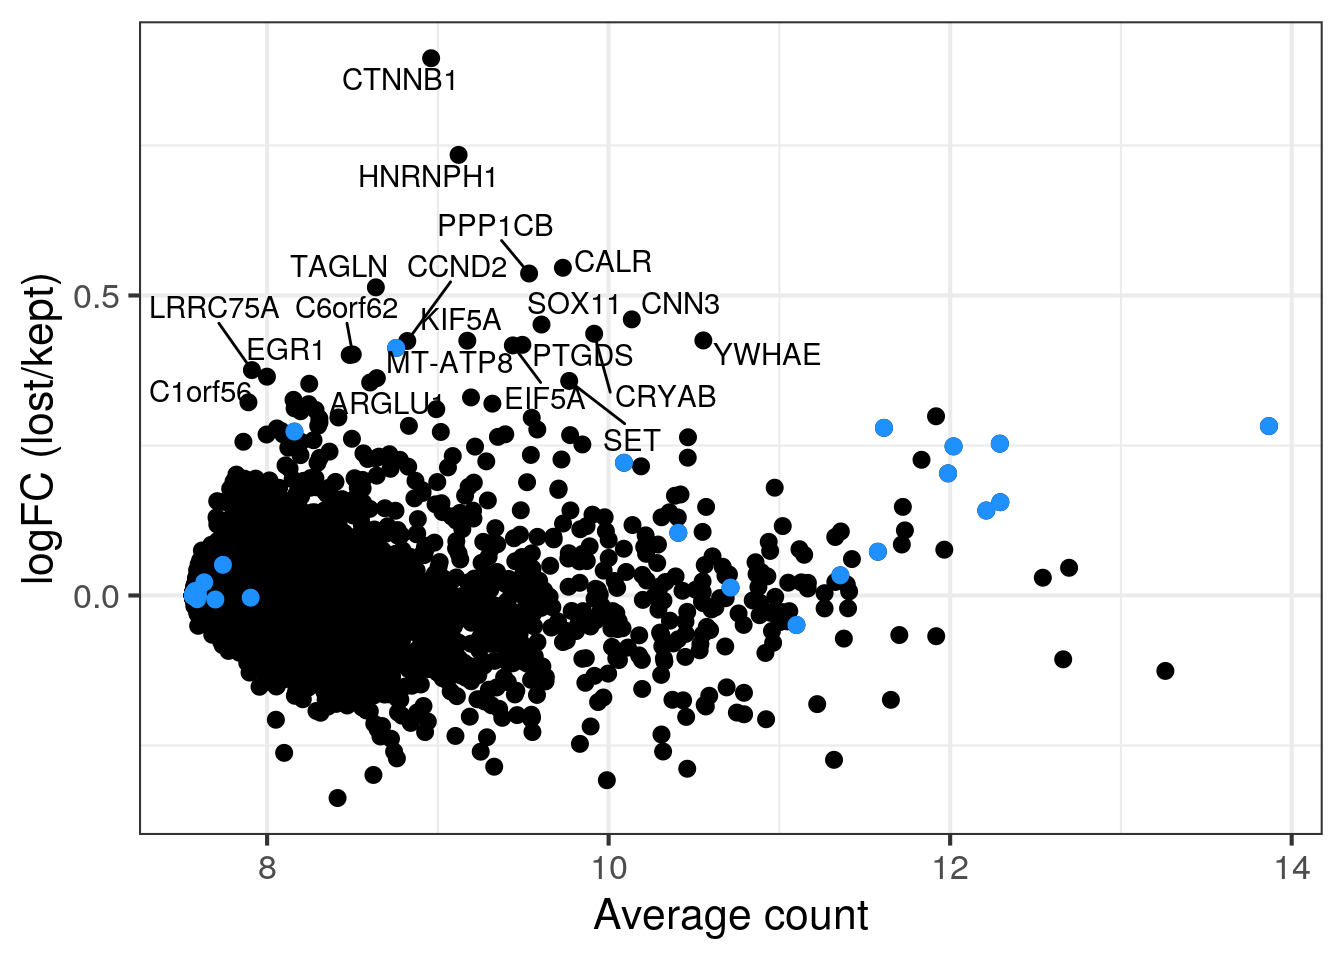 CTNNB1
HNRNPH1
PPP1CB
TAGLN
CCND2
CALR
LRRC75A
C6orf62
SOX11
CNN3
KIF5A
EGR1
MT-ATP8
PTGDS
YWHAE
C1orf56
ARGLU1
EIF5A
CRYAB
SET
logFC (lost/kept)
0.5
0.0
8
10
12
14
Average count